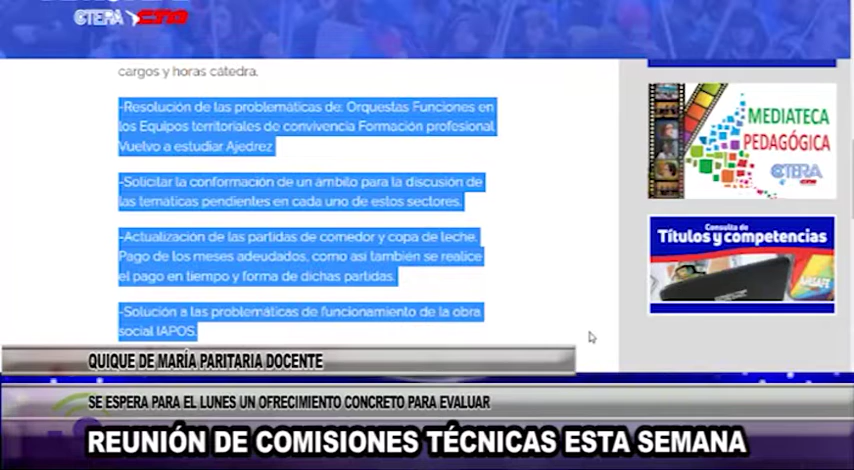 CTERA CTA
cargos y horas cátedra.
-Resolución de las problemáticas de: Orquestas Funciones en
los Equipos territoriales de convivencia Formación profesional
Vuelvo a estudiar Ajedrez
-Solicitar la conformación de un ámbito para la discusión de
las temáticas pendientes en cada uno de estos sectores.
-Actualización de las partidas de comedor y copa de leche.
Pago de los meses adeudados, como así también se realice
el pago en tiempo y forma de dichas partidas.
-Solución a las problemáticas de funcionamiento de la obra
social IAPOS.
MEDIATECA
PEDAGÓGICA
CTERA
Consulta de
Títulos y competencias
AMSAFE
QUIQUE DE MARÍA PARITARIA DOCENTE
SE ESPERA PARA EL LUNES UN OFRECIMIENTO CONCRETO PARA EVALUAR
REUNIÓN DE COMISIONES TÉCNICAS ESTA SEMANA